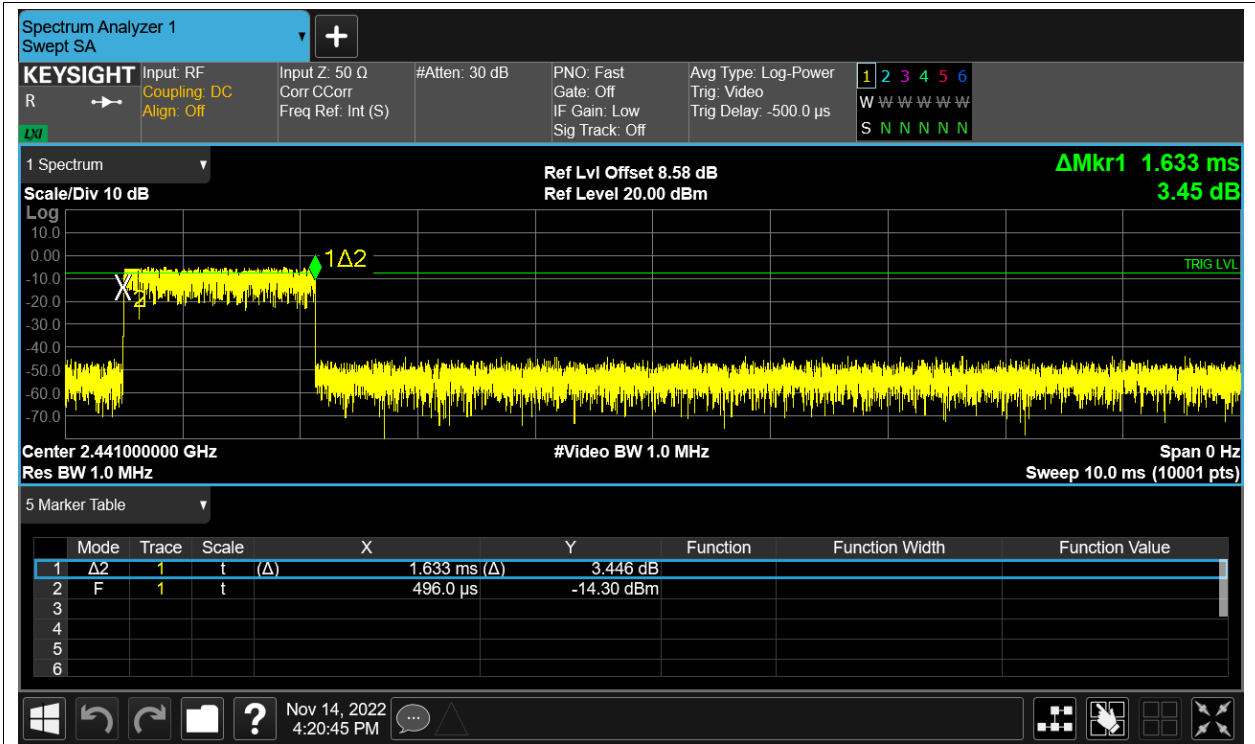 Spectrum Analyzer 1
Swept SA
KEYSIGHT Input: RF Input Z: 50 Ω #Atten: 30 dB PNO: Fast Avg Type: Log-Power 1 2 3 4 5 6
R Coupling: DC Corr CCorr Gate: Off Trig: Video W W W W W W
Align: Off Freq Ref: Int (S) IF Gain: Low Trig Delay: -500.0 µs
LXI Sig Track: Off S N N N N N
1 Spectrum Ref Lvl Offset 8.58 dB ΔMkr1 1.633 ms
Scale/Div 10 dB Ref Level 20.00 dBm 3.45 dB
Log
10.0
0.00 1Δ2
TRIG LVL
-10.0
2
-20.0
-30.0
-40.0
-50.0
-60.0
-70.0
Center 2.441000000 GHz #Video BW 1.0 MHz Span 0 Hz
Res BW 1.0 MHz Sweep 10.0 ms (10001 pts)
5 Marker Table
Mode Trace Scale X Y Function Function Width Function Value
1 Δ2 1 t (Δ) 1.633 ms (Δ) 3.446 dB
2 F 1 t 496.0 µs -14.30 dBm
3
4
5
6
? Nov 14, 2022
4:20:45 PM